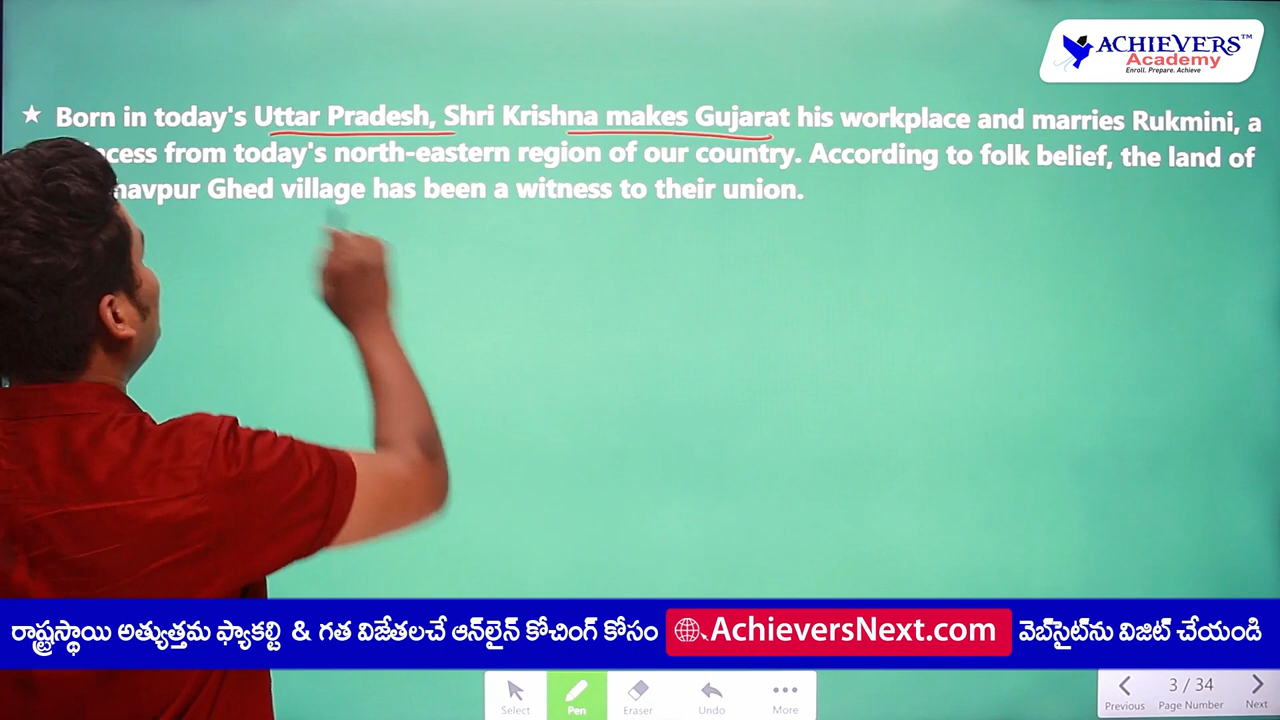 ACHIEVERS™
Academy
Enroll. Prepare. Achieve
★ Born in today's Uttar Pradesh, Shri Krishna makes Gujarat his workplace and marries Rukmini, a
cess from today's north-eastern region of our country. According to folk belief, the land of
navpur Ghed village has been a witness to their union.
రాష్ట్రస్థాయి అత్యుత్తమ ఫ్యాకల్టి & గత విజేతలచే ఆన్‌లైన్ కోచింగ్ కోసం AchieversNext.com వెబ్‌సైట్‌ను విజిట్ చేయండి
Select Pen Eraser Undo More
Previous 3 / 34 Page Number Next